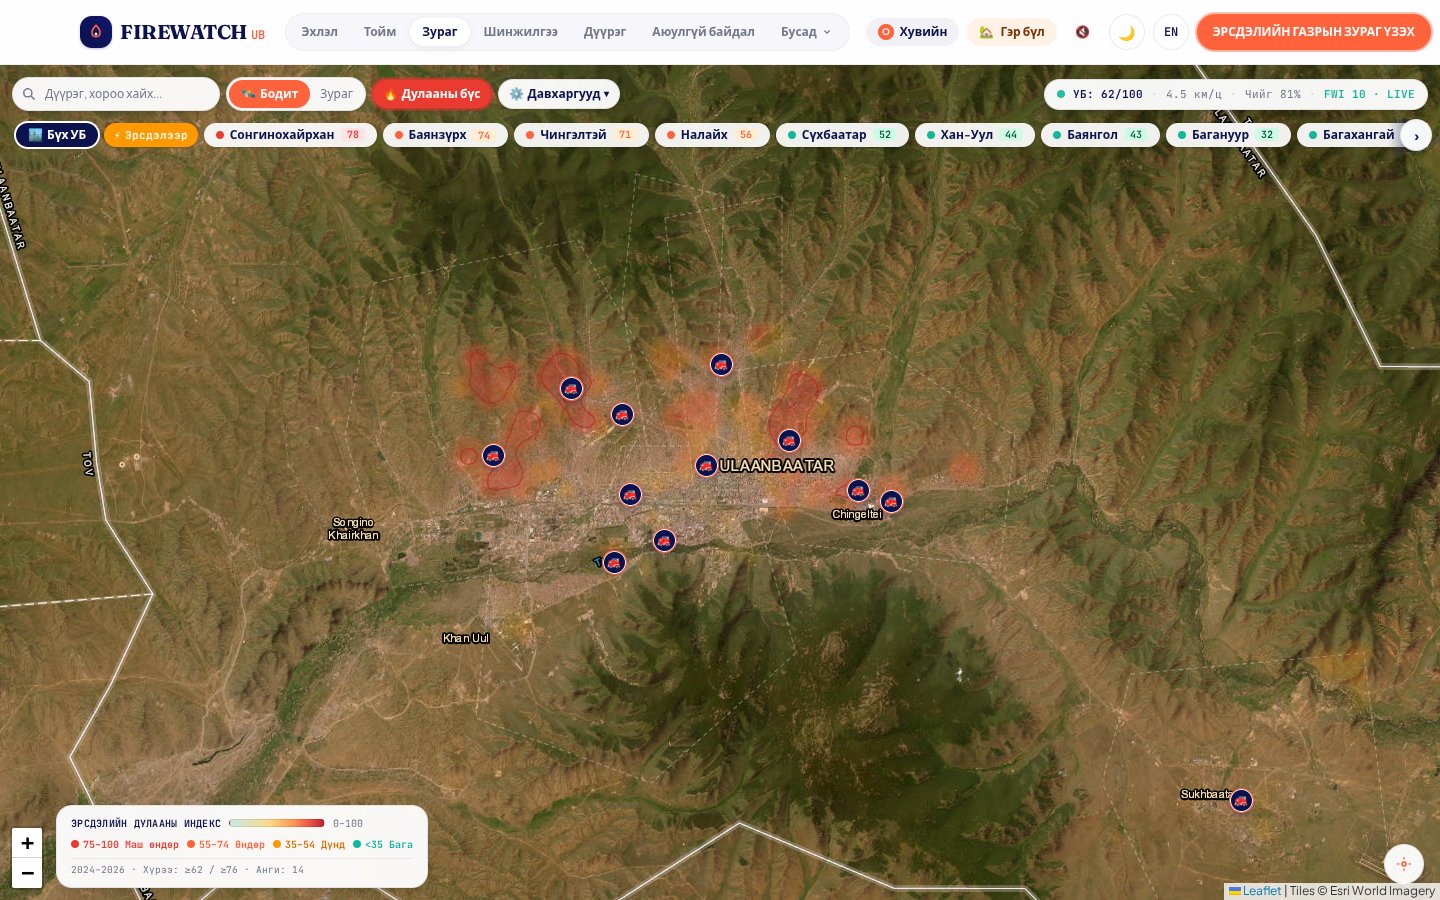 FIREWATCH UB
Эхлэл Тойм Зураг Шинжилгээ Дүүрэг Аюулгүй байдал Бусад
Хувийн
Гэр бүл
EN
ЭРСДЭЛИЙН ГАЗРЫН ЗУРАГ ҮЗЭХ
Дүүрэг, хороо хайх...
Бодит Зураг
Дулааны бүс
Давхаргууд ▾
УБ: 62/100 · 4.5 км/ц · Чийг 81% · FWI 10 · LIVE
Бүх УБ
⚡ Эрсдэлээр
Сонгинохайрхан 78
Баянзүрх 74
Чингэлтэй 71
Налайх 56
Сүхбаатар 52
Хан-Уул 44
Баянгол 43
Багануур 32
Багахангай
›
TOV
ULAANBAATAR
Chingeltei
Songino
Khairkhan
Khan Uul
ЭРСДЭЛИЙН ДУЛААНЫ ИНДЕКС 0–100
75–100 Маш өндөр 55–74 Өндөр 35–54 Дунд <35 Бага
2024–2026 · Хүрээ: ≥62 / ≥76 · Анги: 14
+
−
Leaflet | Tiles © Esri World Imagery